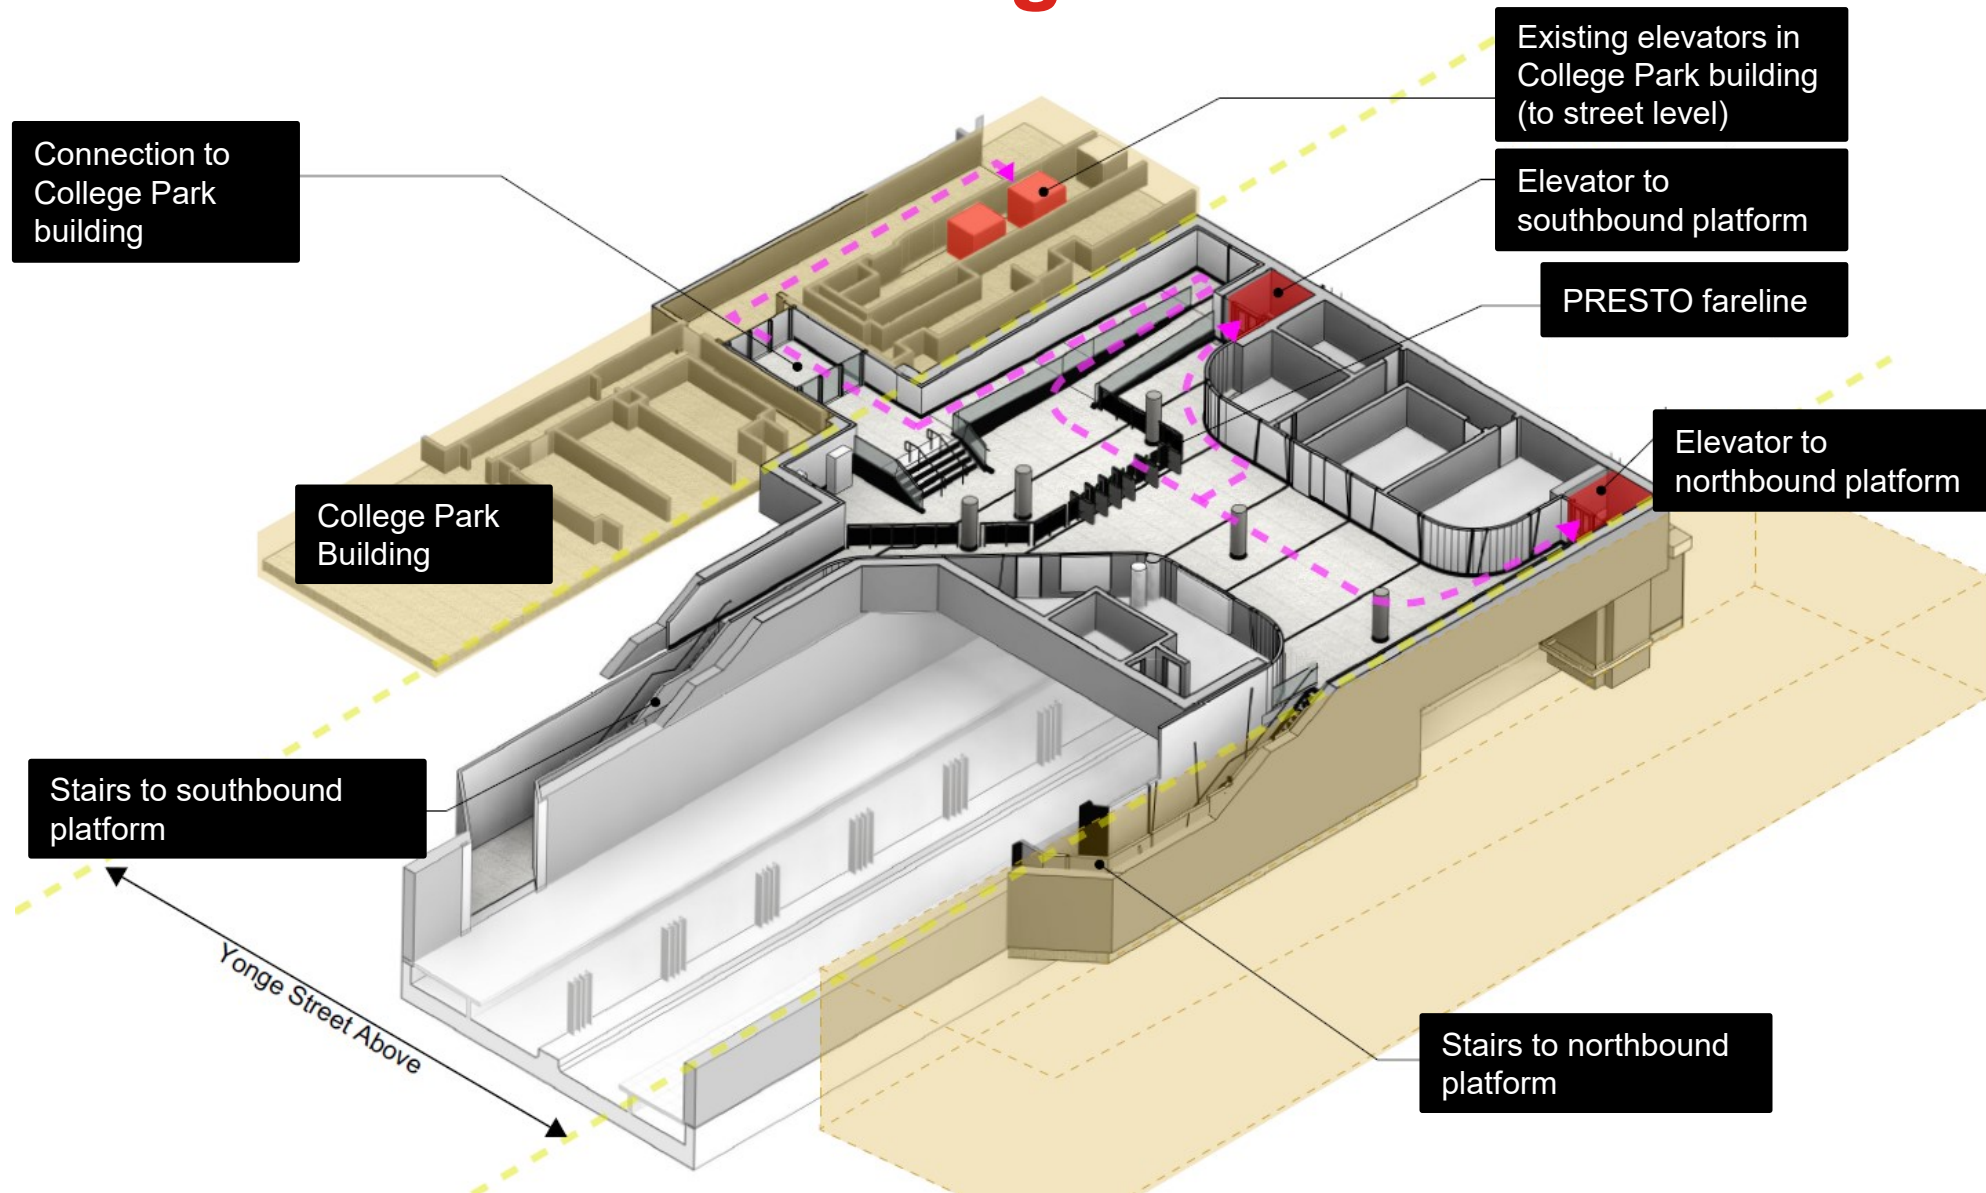 Existing elevators in
College Park building
(to street level)
Connection to
College Park
building
Elevator to
southbound platform
PRESTO fareline
Elevator to
northbound platform
College Park
Building
Stairs to southbound
platform
Yonge Street Above
Stairs to northbound
platform